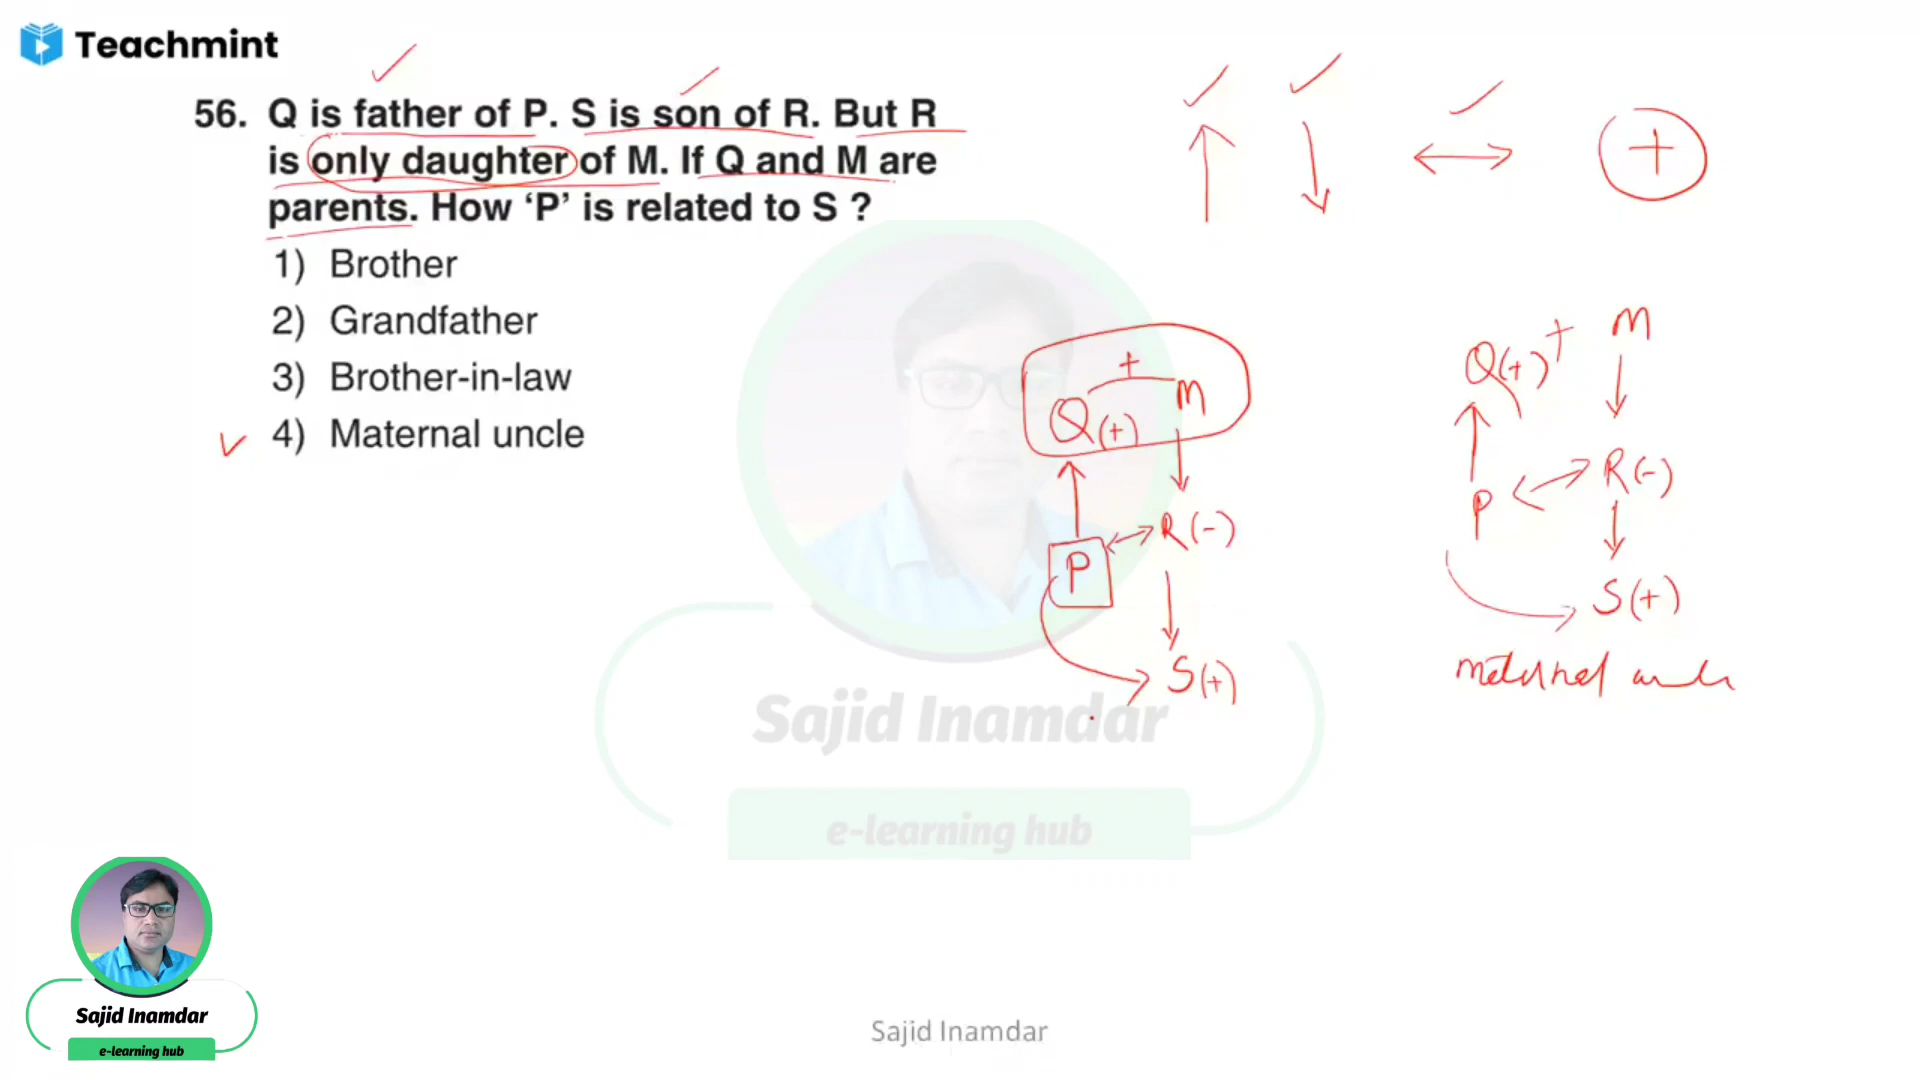 Teachmint
56. Q is father of P. S is son of R. But R
is only daughter of M. If Q and M are
parents. How ‘P’ is related to S ?
1) Brother
2) Grandfather
3) Brother-in-law
4) Maternal uncle
+
+
Q(+) M
R(-)
P
S(+)
Q(+) + M
R(-)
P
S(+)
maternal uncle
Sajid Inamdar
e-learning hub
Sajid Inamdar
e-learning hub
Sajid Inamdar